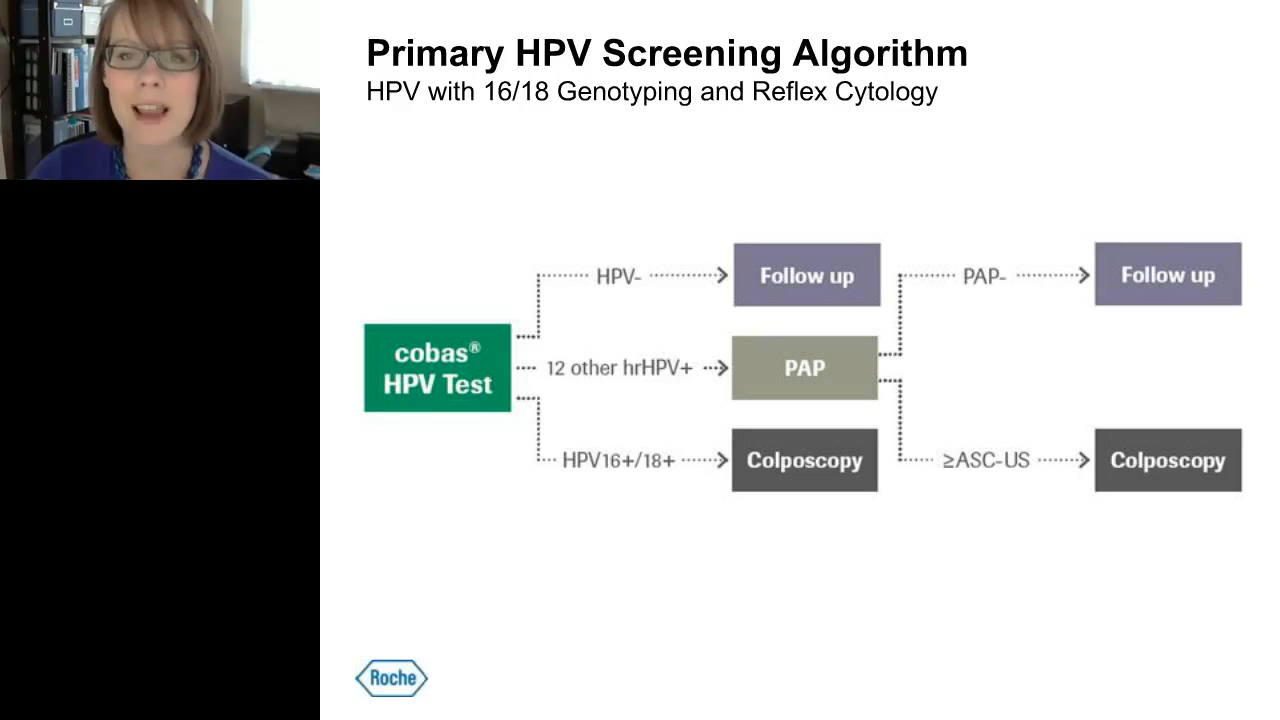 Primary HPV Screening Algorithm
HPV with 16/18 Genotyping and Reflex Cytology
cobas®
HPV Test
HPV-
Follow up
PAP-
Follow up
12 other hrHPV+
PAP
HPV16+/18+
Colposcopy
≥ASC-US
Colposcopy
Roche